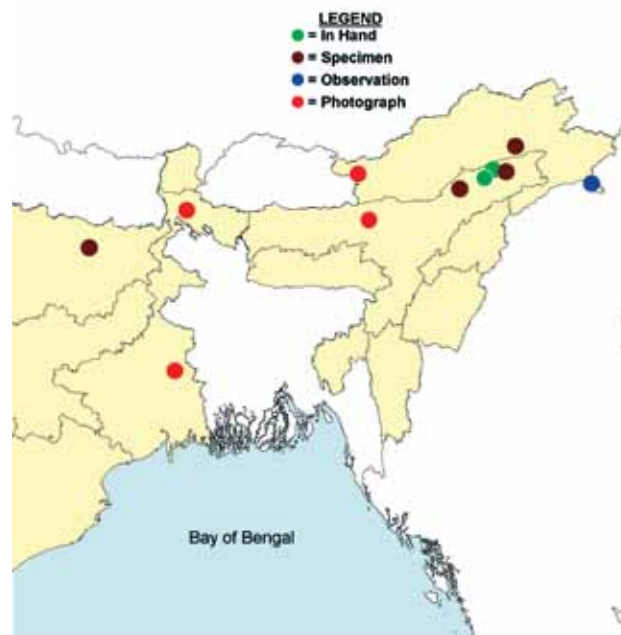 LEGEND
= In Hand
= Specimen
= Observation
= Photograph
Bay of Bengal